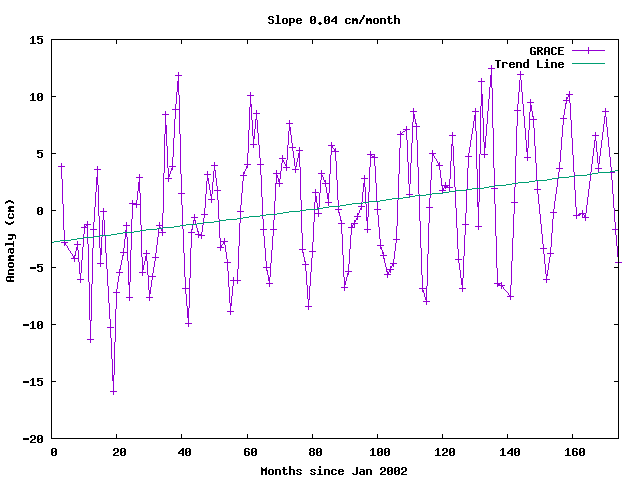 Slope 0.04 cm/month
GRACE
Trend Line
15
10
5
0
-5
-10
-15
-20
Anomaly (cm)
0 20 40 60 80 100 120 140 160
Months since Jan 2002